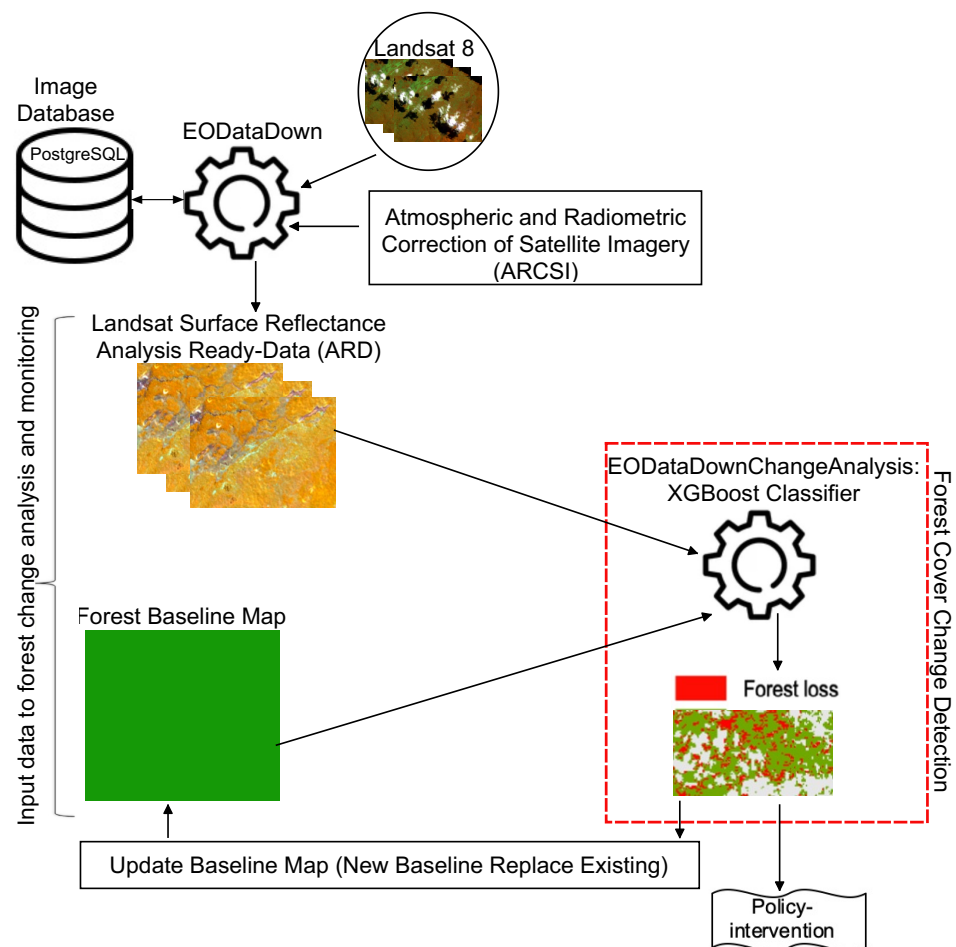 Landsat 8
Image
Database
PostgreSQL
EODataDown
Atmospheric and Radiometric
Correction of Satellite Imagery
(ARCSI)
Input data to forest change analysis and monitoring
Landsat Surface Reflectance
Analysis Ready-Data (ARD)
EODataDownChangeAnalysis:
XGBoost Classifier
Forest Cover Change Detection
Forest Baseline Map
Forest loss
Update Baseline Map (New Baseline Replace Existing)
Policy-
intervention